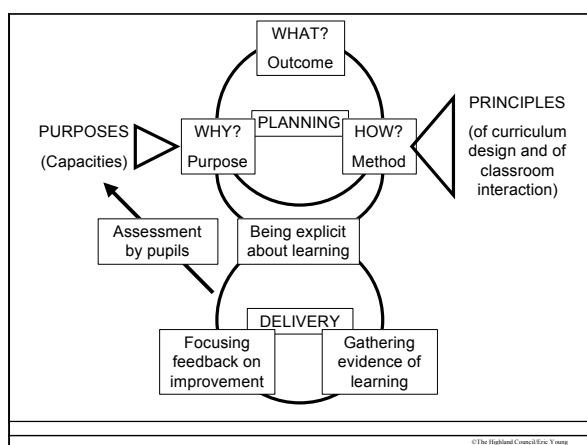 WHAT?
Outcome
PURPOSES
(Capacities)
WHY?
Purpose
PLANNING
HOW?
Method
PRINCIPLES
(of curriculum
design and of
classroom
interaction)
Assessment
by pupils
Being explicit
about learning
DELIVERY
Focusing
feedback on
improvement
Gathering
evidence of
learning
©The Highland Council/Eric Young